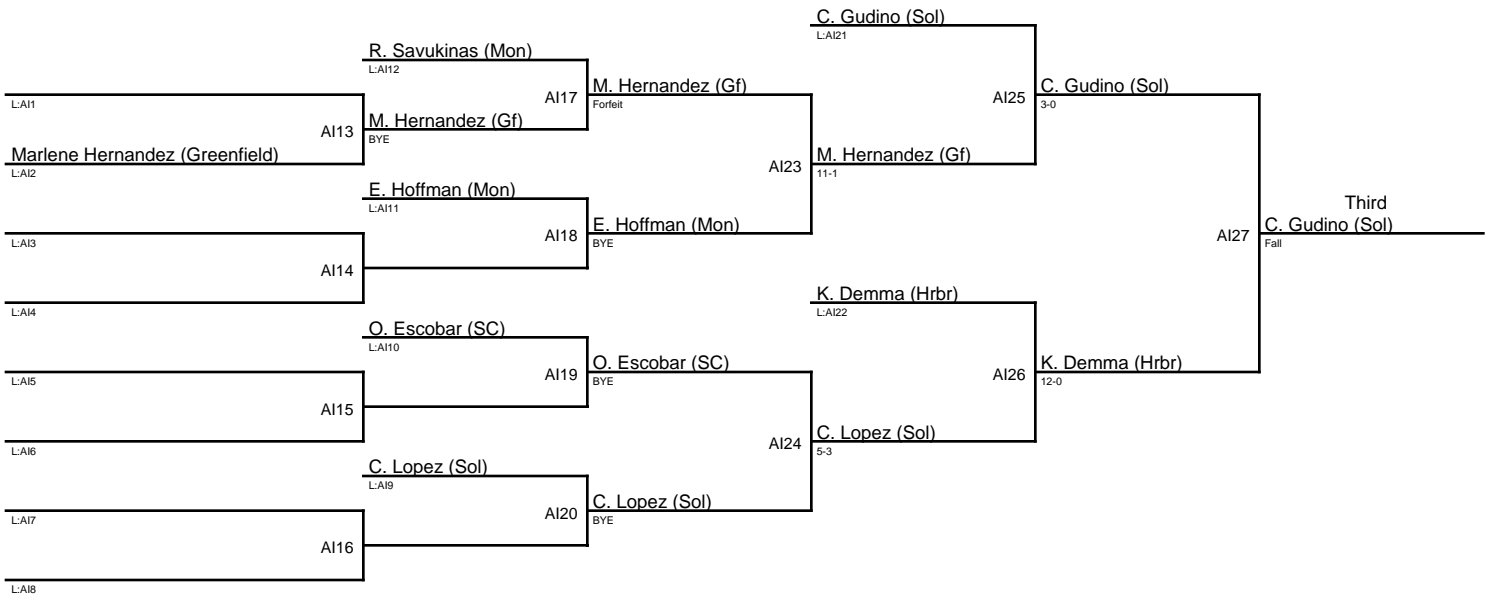 C. Gudino (Sol)
L:AI21
R. Savukinas (Mon)
L:AI12
AI17
M. Hernandez (Gf)
Forfeit
AI25
C. Gudino (Sol)
3-0
L:AI1
AI13
M. Hernandez (Gf)
BYE
Marlene Hernandez (Greenfield)
L:AI2
AI23
M. Hernandez (Gf)
11-1
E. Hoffman (Mon)
L:AI11
AI18
E. Hoffman (Mon)
BYE
L:AI3
AI14
L:AI4
AI27
Third
C. Gudino (Sol)
Fall
K. Demma (Hrbr)
L:AI22
O. Escobar (SC)
L:AI10
AI19
O. Escobar (SC)
BYE
AI26
K. Demma (Hrbr)
12-0
L:AI5
AI15
L:AI6
AI24
C. Lopez (Sol)
5-3
C. Lopez (Sol)
L:AI9
AI20
C. Lopez (Sol)
BYE
L:AI7
AI16
L:AI8